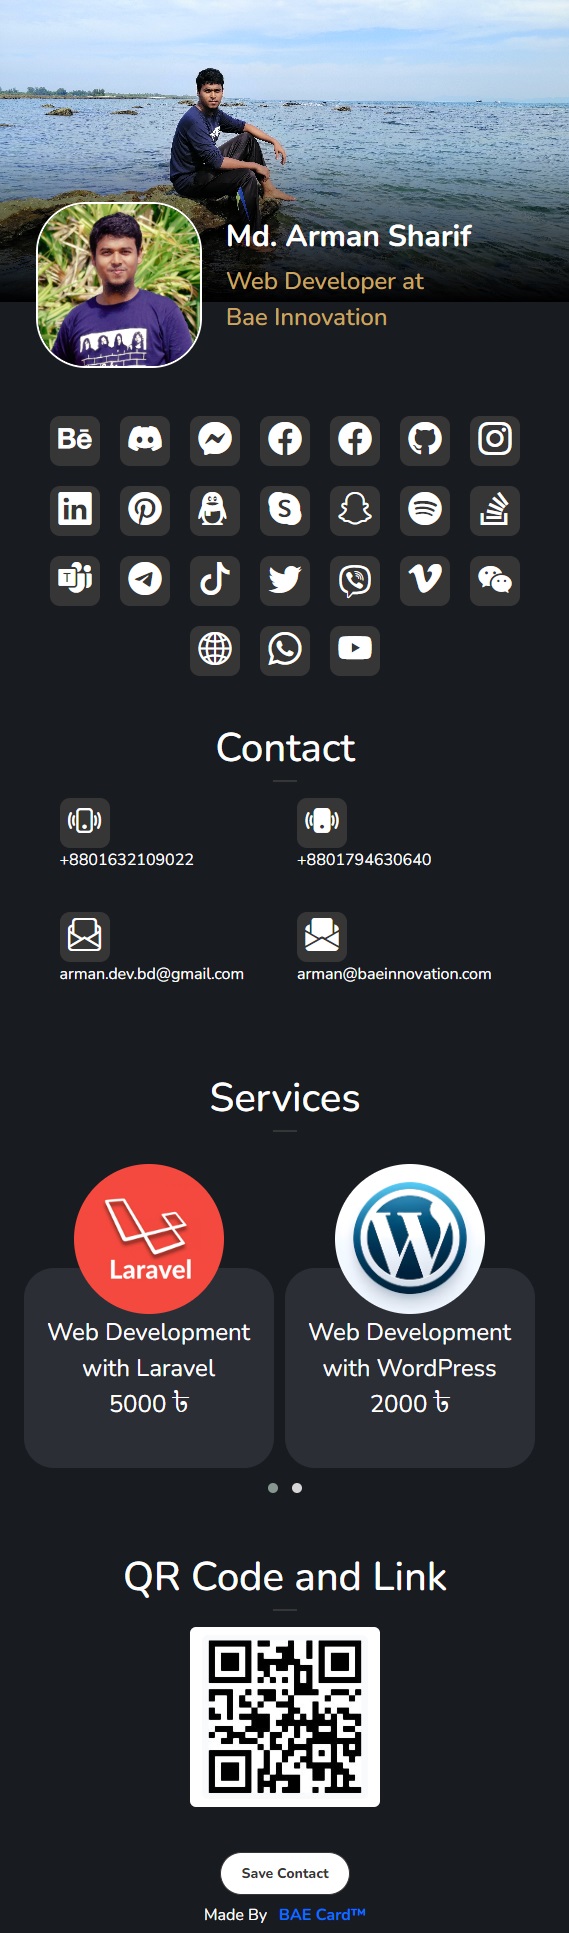 Md. Arman Sharif
Web Developer at
Bae Innovation
Contact
+8801632109022
+8801794630640
arman.dev.bd@gmail.com
arman@baeinnovation.com
Services
Laravel
Web Development
with Laravel
5000 ৳
Web Development
with WordPress
2000 ৳
QR Code and Link
Save Contact
Made By BAE Card™